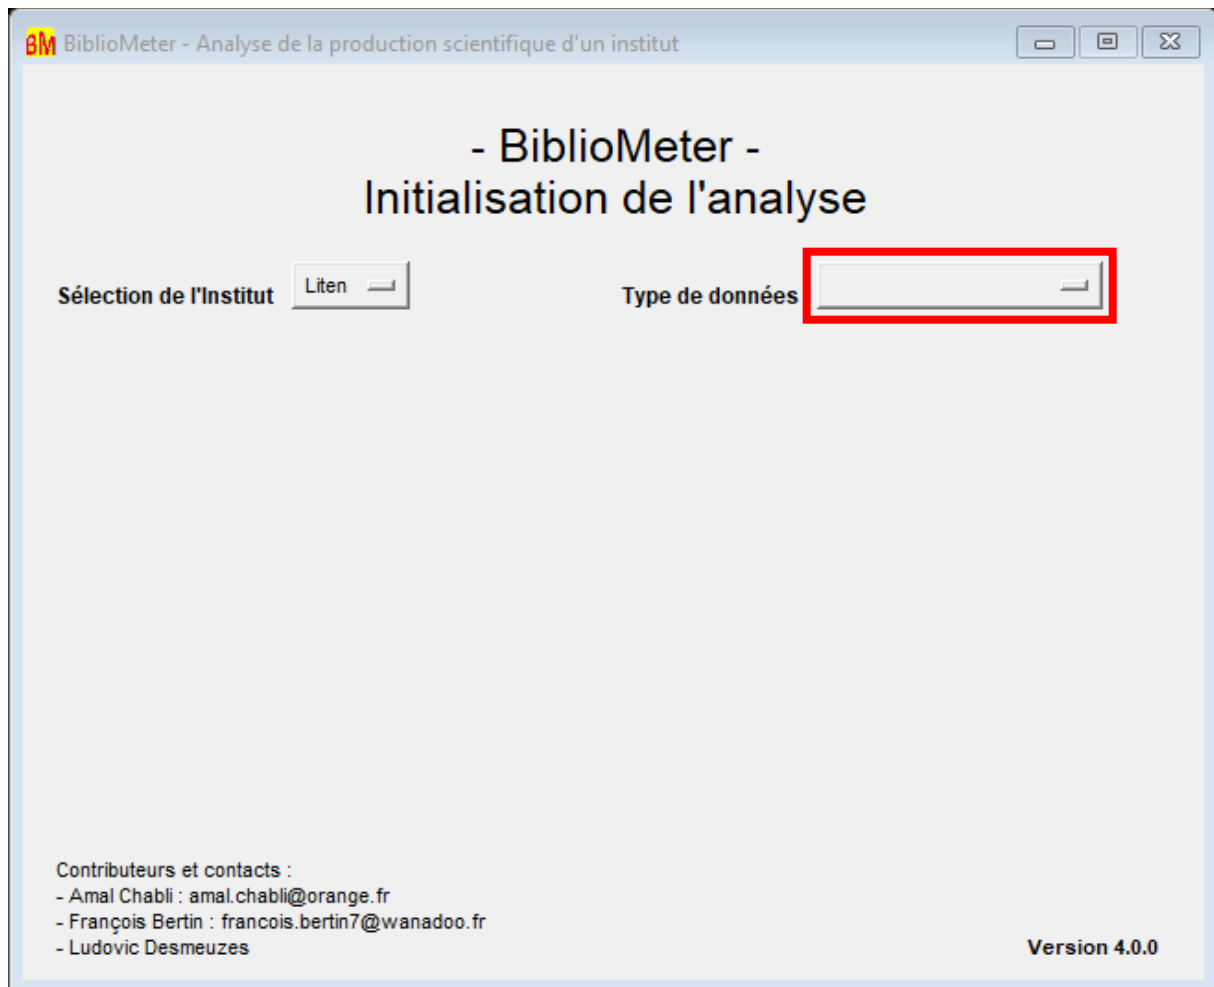 BM BiblioMeter - Analyse de la production scientifique d'un institut
- BiblioMeter -
Initialisation de l'analyse
Sélection de l'Institut Liten Type de données
Contributeurs et contacts :
- Amal Chabli : amal.chabli@orange.fr
- François Bertin : francois.bertin7@wanadoo.fr
- Ludovic Desmeuzes
Version 4.0.0